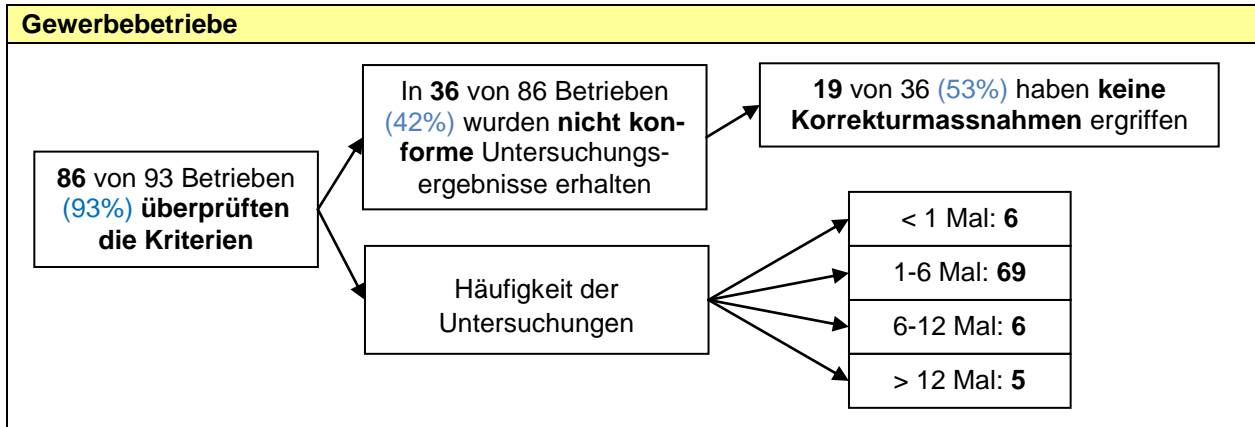 Gewerbebetriebe
86 von 93 Betrieben
(93%) überprüften
die Kriterien
In 36 von 86 Betrieben
(42%) wurden nicht kon-
forme Untersuchungs-
ergebnisse erhalten
19 von 36 (53%) haben keine
Korrekturmassnahmen ergriffen
Häufigkeit der
Untersuchungen
< 1 Mal: 6
1-6 Mal: 69
6-12 Mal: 6
> 12 Mal: 5